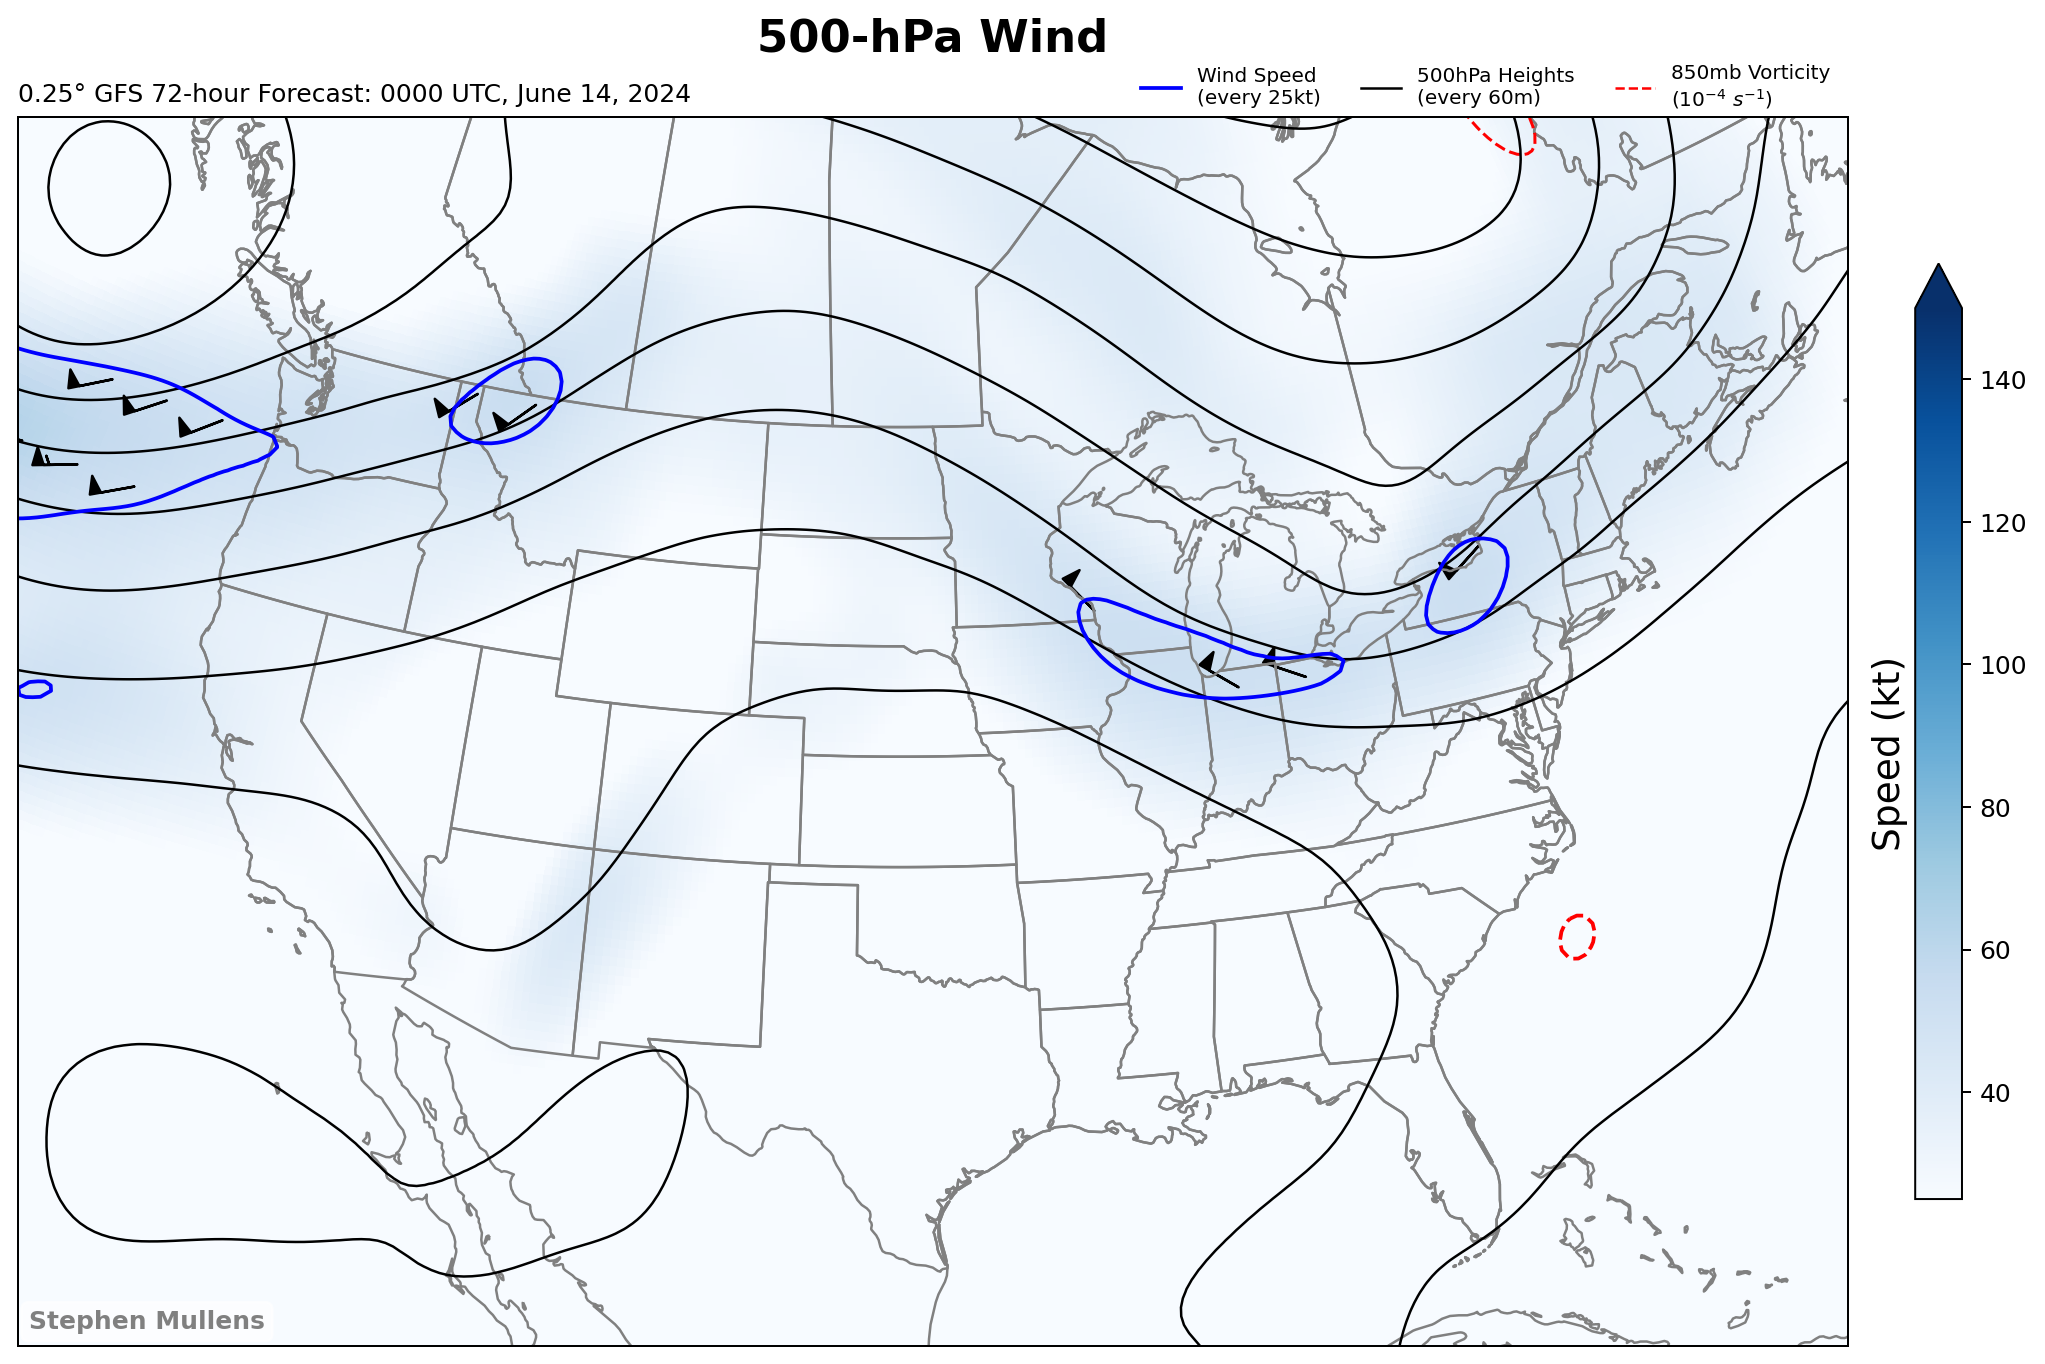 500-hPa Wind
0.25° GFS 72-hour Forecast: 0000 UTC, June 14, 2024
Wind Speed
(every 25kt)
500hPa Heights
(every 60m)
850mb Vorticity
(10⁻⁴ s⁻¹)
140
120
100
80
60
40
Speed (kt)
Stephen Mullens